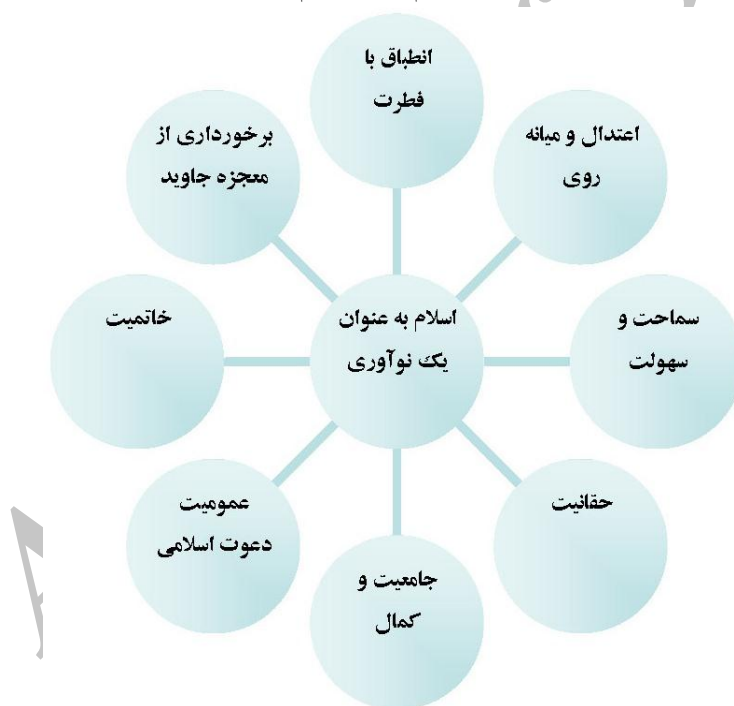 انطباق با
فطرت
اعتدال و میانه
روی
سماحت و
سهولت
حقانیت
جامعیت و
کمال
عمومیت
دعوت اسلامی
خاتمیت
برخورداری از
معجزه جاوید
اسلام به عنوان
یک نوآوری